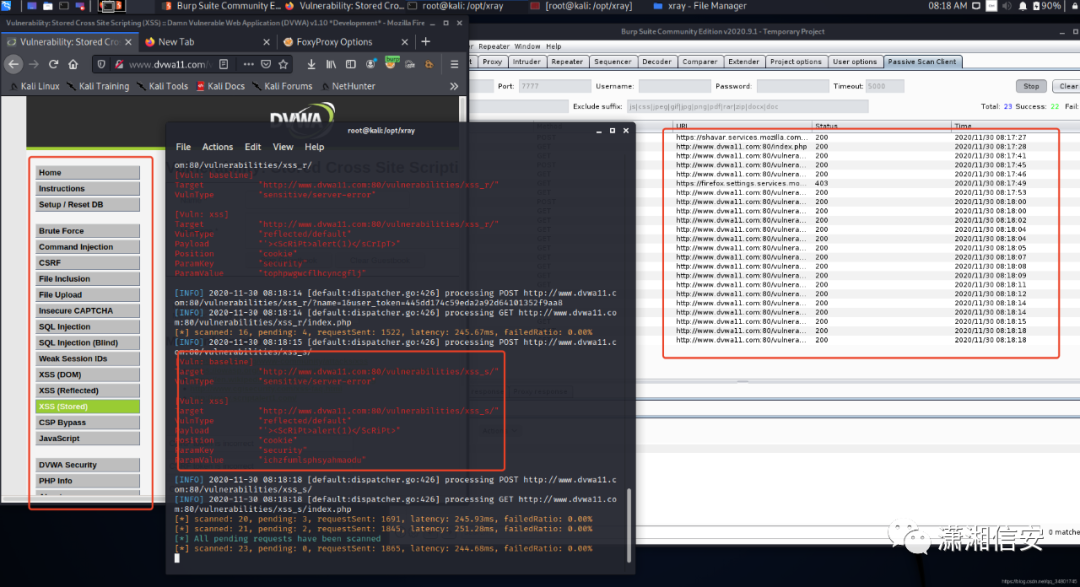 Burp Suite Community E...
Vulnerability: Stored Cro...
root@kali: /opt/xray
[root@kali: /opt/xray]
xray - File Manager
08:18 AM
90%
Vulnerability: Stored Cross Site Scripting (XSS) :: Damn Vulnerable Web Application (DVWA) v1.10 *Development* - Mozilla Fire
Vulnerability: Stored Cro
New Tab
FoxyProxy Options
www.dvwa11.com/
Kali Linux
Kali Training
Kali Tools
Kali Docs
Kali Forums
NetHunter
DVWA
Home
Instructions
Setup / Reset DB
Brute Force
Command Injection
CSRF
File Inclusion
File Upload
Insecure CAPTCHA
SQL Injection
SQL Injection (Blind)
Weak Session IDs
XSS (DOM)
XSS (Reflected)
XSS (Stored)
CSP Bypass
JavaScript
DVWA Security
PHP Info
root@kali: /opt/xray
File Actions Edit View Help
om:80/vulnerabilities/xss_r/
[Vuln: baseline]
Target "http://www.dvwa11.com:80/vulnerabilities/xss_r/"
VulnType "sensitive/server-error"
[Vuln: xss]
Target "http://www.dvwa11.com:80/vulnerabilities/xss_r/"
VulnType "reflected/default"
Payload "'><ScRiPt>alert(1)</sCrIpT>"
Position "cookie"
ParamKey "security"
[INFO] 2020-11-30 08:18:14 [default:dispatcher.go:426] processing POST http://www.dvwa11.c
om:80/vulnerabilities/xss_r/?name=1&user_token=445dd174c59eda2a92d64101352f9aa8
[INFO] 2020-11-30 08:18:14 [default:dispatcher.go:426] processing GET http://www.dvwa11.co
m:80/vulnerabilities/xss_r/index.php
[*] scanned: 16, pending: 4, requestSent: 1522, latency: 245.67ms, failedRatio: 0.00%
[INFO] 2020-11-30 08:18:15 [default:dispatcher.go:426] processing POST http://www.dvwa11.c
om:80/vulnerabilities/xss_s/
[Vuln: baseline]
Target "http://www.dvwa11.com:80/vulnerabilities/xss_s/"
VulnType "sensitive/server-error"
[Vuln: xss]
Target "http://www.dvwa11.com:80/vulnerabilities/xss_s/"
VulnType "reflected/default"
Payload "'><ScRiPt>alert(1)</ScRiPt>"
Position "cookie"
ParamKey "security"
ParamValue
[INFO] 2020-11-30 08:18:18 [default:dispatcher.go:426] processing POST http://www.dvwa11.c
om:80/vulnerabilities/xss_s/
[INFO] 2020-11-30 08:18:18 [default:dispatcher.go:426] processing GET http://www.dvwa11.co
m:80/vulnerabilities/xss_s/index.php
[*] scanned: 20, pending: 3, requestSent: 1691, latency: 245.93ms, failedRatio: 0.00%
[*] scanned: 21, pending: 2, requestSent: 1845, latency: 251.28ms, failedRatio: 0.00%
[*] All pending requests have been scanned
[*] scanned: 23, pending: 0, requestSent: 1865, latency: 244.68ms, failedRatio: 0.00%
Burp Suite Community Edition v2020.9.1 - Temporary Project
Repeater Window Help
Proxy Intruder Repeater Sequencer Decoder Comparer Extender Project options User options Passive Scan Client
Port: 7777 Username: Password: Timeout: 5000 Stop Clear
Exclude suffix: js|css|jpeg|gif|jpg|png|pdf|rar|zip|docx|doc Total: 23 Success: 22 Fail:
URL Status Time
https://shavar.services.mozilla.com... 200 2020/11/30 08:17:27
http://www.dvwa11.com:80/index.php 200 2020/11/30 08:17:28
http://www.dvwa11.com:80/vulnera... 200 2020/11/30 08:17:41
http://www.dvwa11.com:80/vulnera... 200 2020/11/30 08:17:45
http://www.dvwa11.com:80/vulnera... 200 2020/11/30 08:17:46
https://firefox.settings.services.mo... 403 2020/11/30 08:17:49
http://www.dvwa11.com:80/vulnera... 200 2020/11/30 08:17:53
http://www.dvwa11.com:80/vulnera... 200 2020/11/30 08:18:00
http://www.dvwa11.com:80/vulnera... 200 2020/11/30 08:18:00
http://www.dvwa11.com:80/vulnera... 200 2020/11/30 08:18:02
http://www.dvwa11.com:80/vulnera... 200 2020/11/30 08:18:04
http://www.dvwa11.com:80/vulnera... 200 2020/11/30 08:18:04
http://www.dvwa11.com:80/vulnera... 200 2020/11/30 08:18:05
http://www.dvwa11.com:80/vulnera... 200 2020/11/30 08:18:07
http://www.dvwa11.com:80/vulnera... 200 2020/11/30 08:18:08
http://www.dvwa11.com:80/vulnera... 200 2020/11/30 08:18:09
http://www.dvwa11.com:80/vulnera... 200 2020/11/30 08:18:11
http://www.dvwa11.com:80/vulnera... 200 2020/11/30 08:18:12
http://www.dvwa11.com:80/vulnera... 200 2020/11/30 08:18:14
http://www.dvwa11.com:80/vulnera... 200 2020/11/30 08:18:14
http://www.dvwa11.com:80/vulnera... 200 2020/11/30 08:18:15
http://www.dvwa11.com:80/vulnera... 200 2020/11/30 08:18:18
http://www.dvwa11.com:80/vulnera... 200 2020/11/30 08:18:18
0 matche
潇湘信安